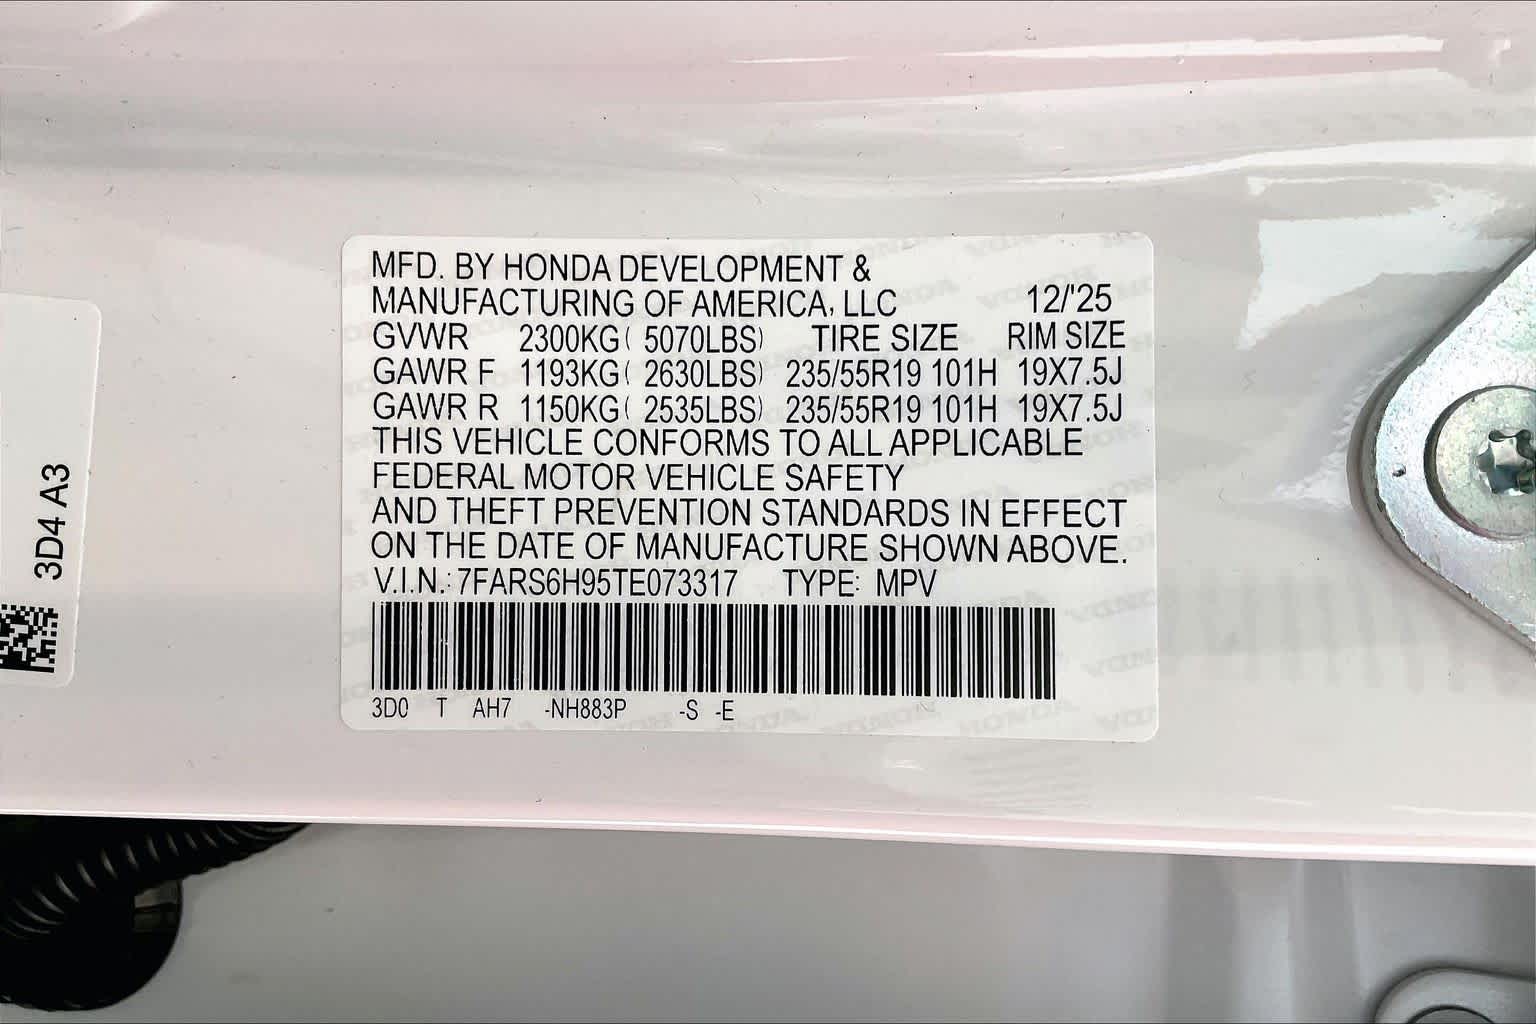 MFD. BY HONDA DEVELOPMENT &
MANUFACTURING OF AMERICA, LLC 12/'25
GVWR 2300KG( 5070LBS) TIRE SIZE RIM SIZE
GAWR F 1193KG( 2630LBS) 235/55R19 101H 19X7.5J
GAWR R 1150KG( 2535LBS) 235/55R19 101H 19X7.5J
THIS VEHICLE CONFORMS TO ALL APPLICABLE
FEDERAL MOTOR VEHICLE SAFETY
AND THEFT PREVENTION STANDARDS IN EFFECT
ON THE DATE OF MANUFACTURE SHOWN ABOVE.
V.I.N.: 7FARS6H95TE073317 TYPE: MPV
3D0 T AH7 -NH883P -S -E
3D4 A3